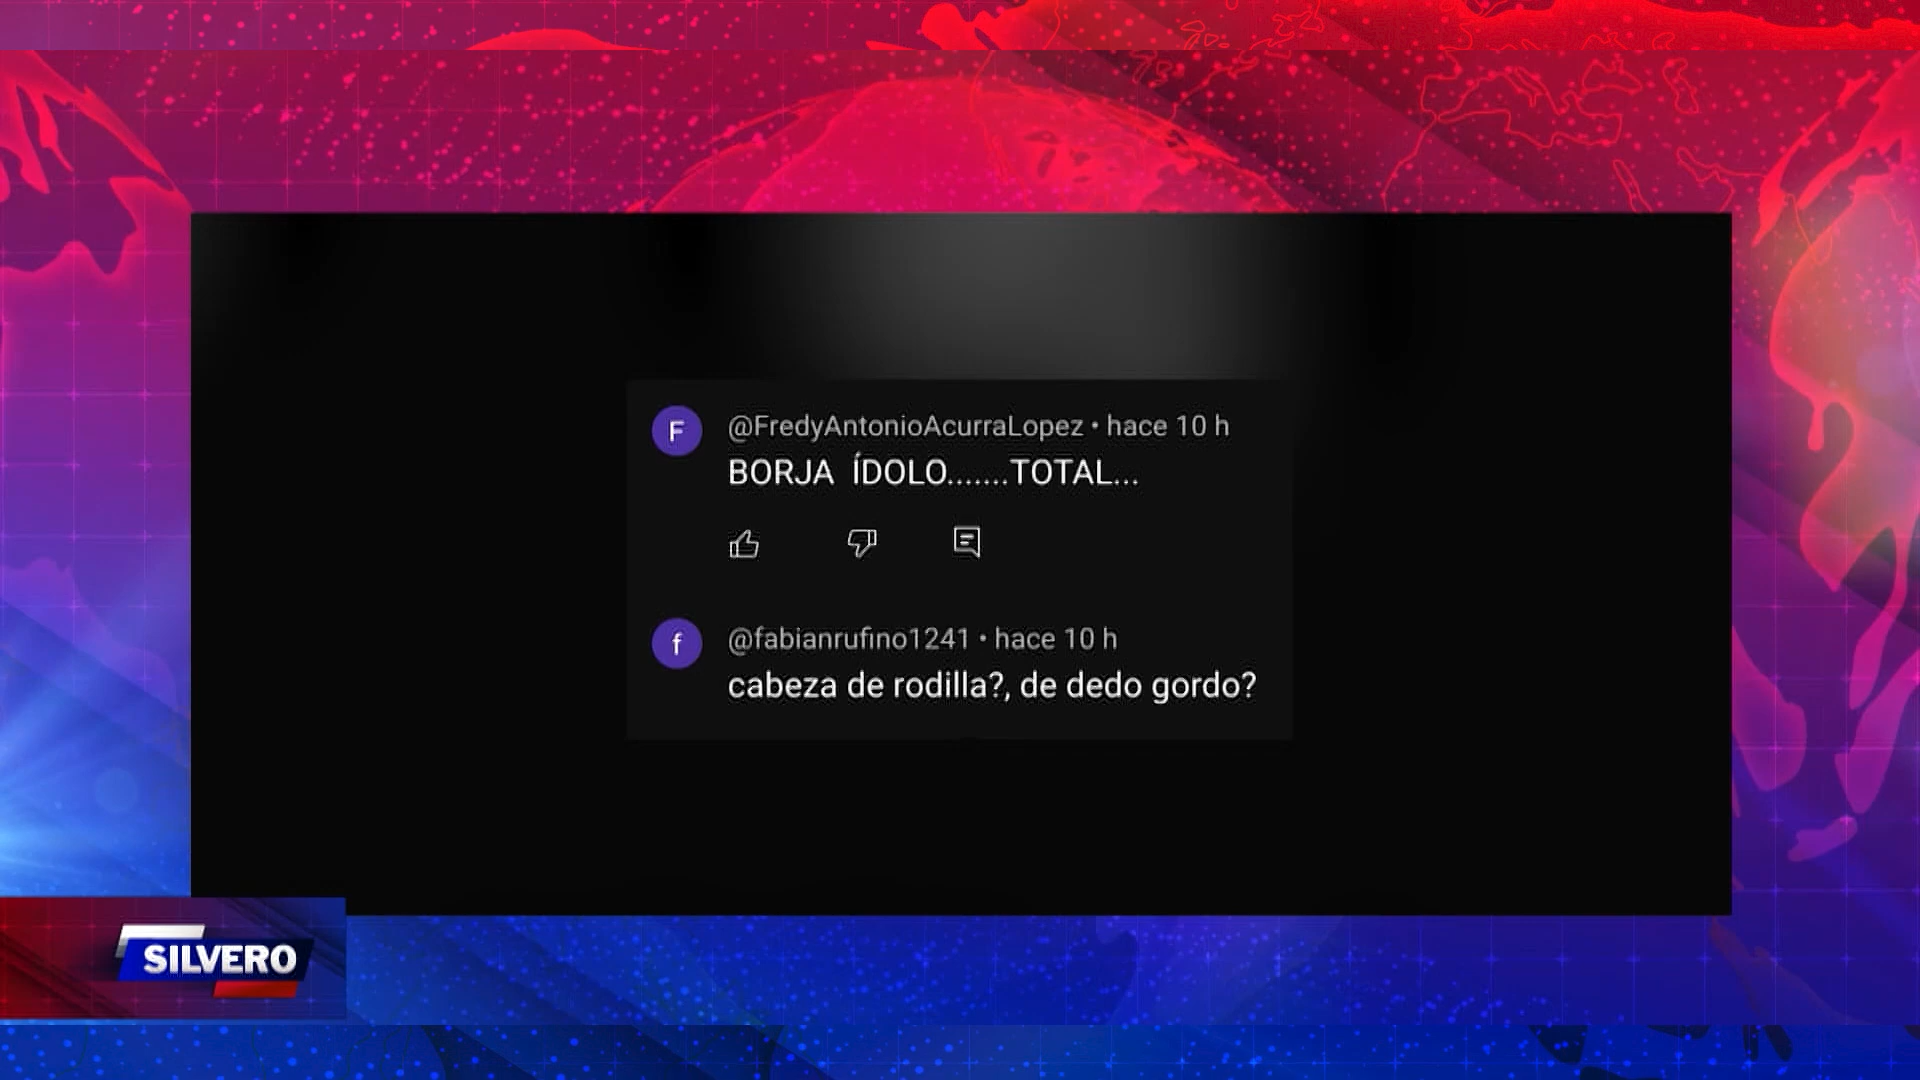 F
@FredyAntonioAcurraLopez • hace 10 h
BORJA ÍDOLO.......TOTAL...
f
@fabianrufino1241 • hace 10 h
cabeza de rodilla?, de dedo gordo?
SILVERO